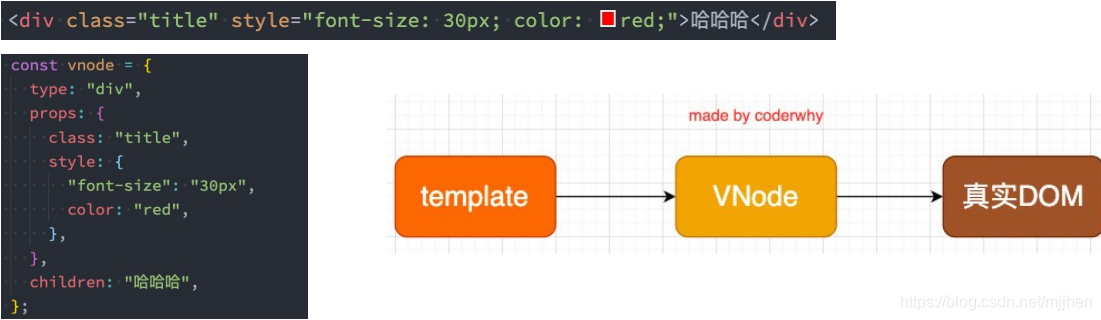 <div class="title" style="font-size: 30px; color: red;">哈哈哈</div>
const vnode = {
  type: "div",
  props: {
    class: "title",
    style: {
      "font-size": "30px",
      color: "red",
    },
  },
  children: "哈哈哈",
};
made by coderwhy
template
VNode
真实DOM
https://blog.csdn.net/mjjhen